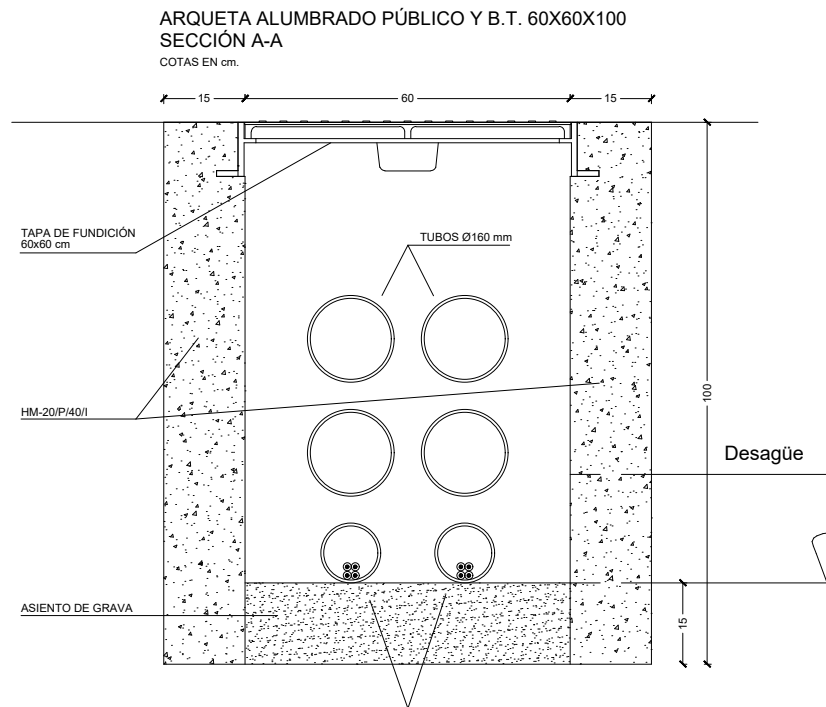 ARQUETA ALUMBRADO PÚBLICO Y B.T. 60X60X100
SECCIÓN A-A
COTAS EN cm.
15
60
15
TAPA DE FUNDICIÓN
60x60 cm
TUBOS Ø160 mm
HM-20/P/40/I
100
Desagüe
ASIENTO DE GRAVA
15